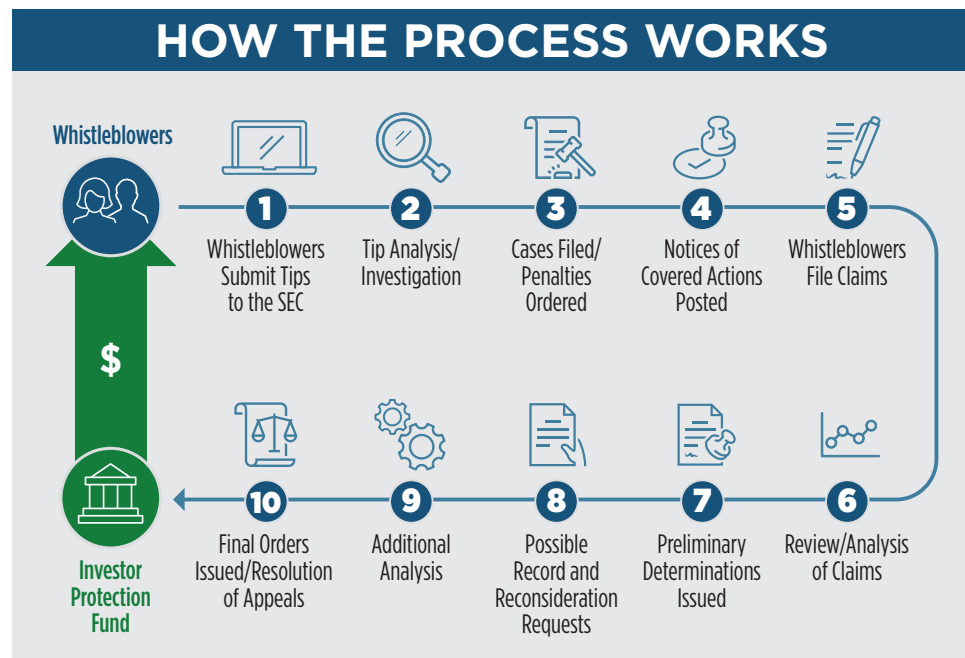 HOW THE PROCESS WORKS
Whistleblowers
1
Whistleblowers
Submit Tips
to the SEC
2
Tip Analysis/
Investigation
3
Cases Filed/
Penalties
Ordered
4
Notices of
Covered Actions
Posted
5
Whistleblowers
File Claims
6
Review/Analysis
of Claims
7
Preliminary
Determinations
Issued
8
Possible
Record and
Reconsideration
Requests
9
Additional
Analysis
10
Final Orders
Issued/Resolution
of Appeals
$
Investor
Protection
Fund